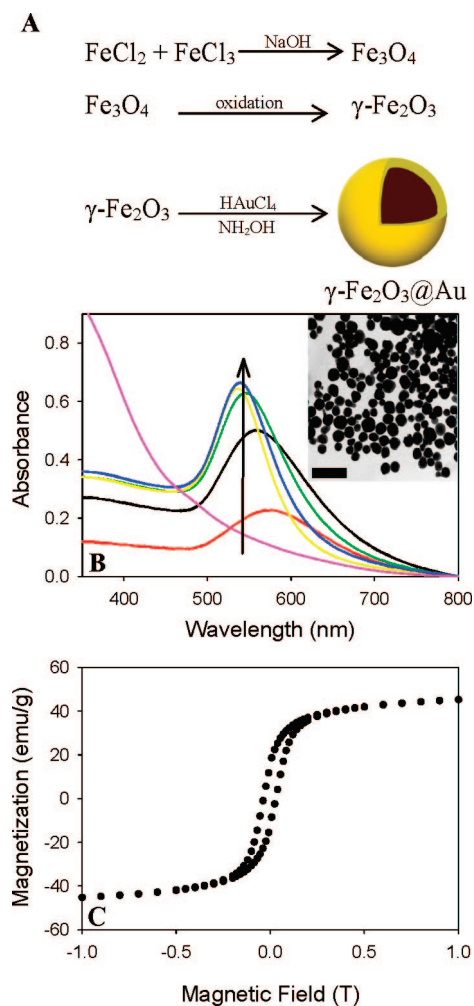 A
FeCl₂ + FeCl₃ NaOH Fe₃O₄
Fe₃O₄ oxidation γ-Fe₂O₃
γ-Fe₂O₃ HAuCl₄
NH₂OH
γ-Fe₂O₃@Au
0.8
0.6
0.4
0.2
0.0
Absorbance
B
400 500 600 700 800
Wavelength (nm)
60
40
20
0
-20
-40
-60
Magnetization (emu/g)
C
-1.0 -0.5 0.0 0.5 1.0
Magnetic Field (T)